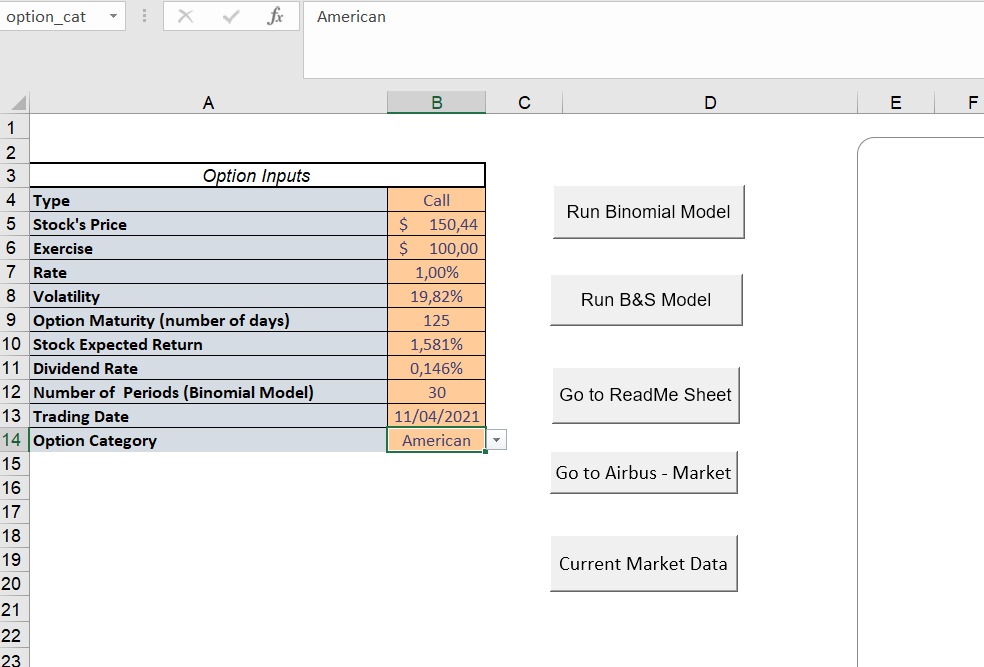 option_cat fx American
A B C D E F
1
2
3 Option Inputs
4 Type Call
5 Stock's Price $ 150,44
6 Exercise $ 100,00
7 Rate 1,00%
8 Volatility 19,82%
9 Option Maturity (number of days) 125
10 Stock Expected Return 1,581%
11 Dividend Rate 0,146%
12 Number of Periods (Binomial Model) 30
13 Trading Date 11/04/2021
14 Option Category American
15
16
17
18
19
20
21
22
23
Run Binomial Model
Run B&S Model
Go to ReadMe Sheet
Go to Airbus - Market
Current Market Data